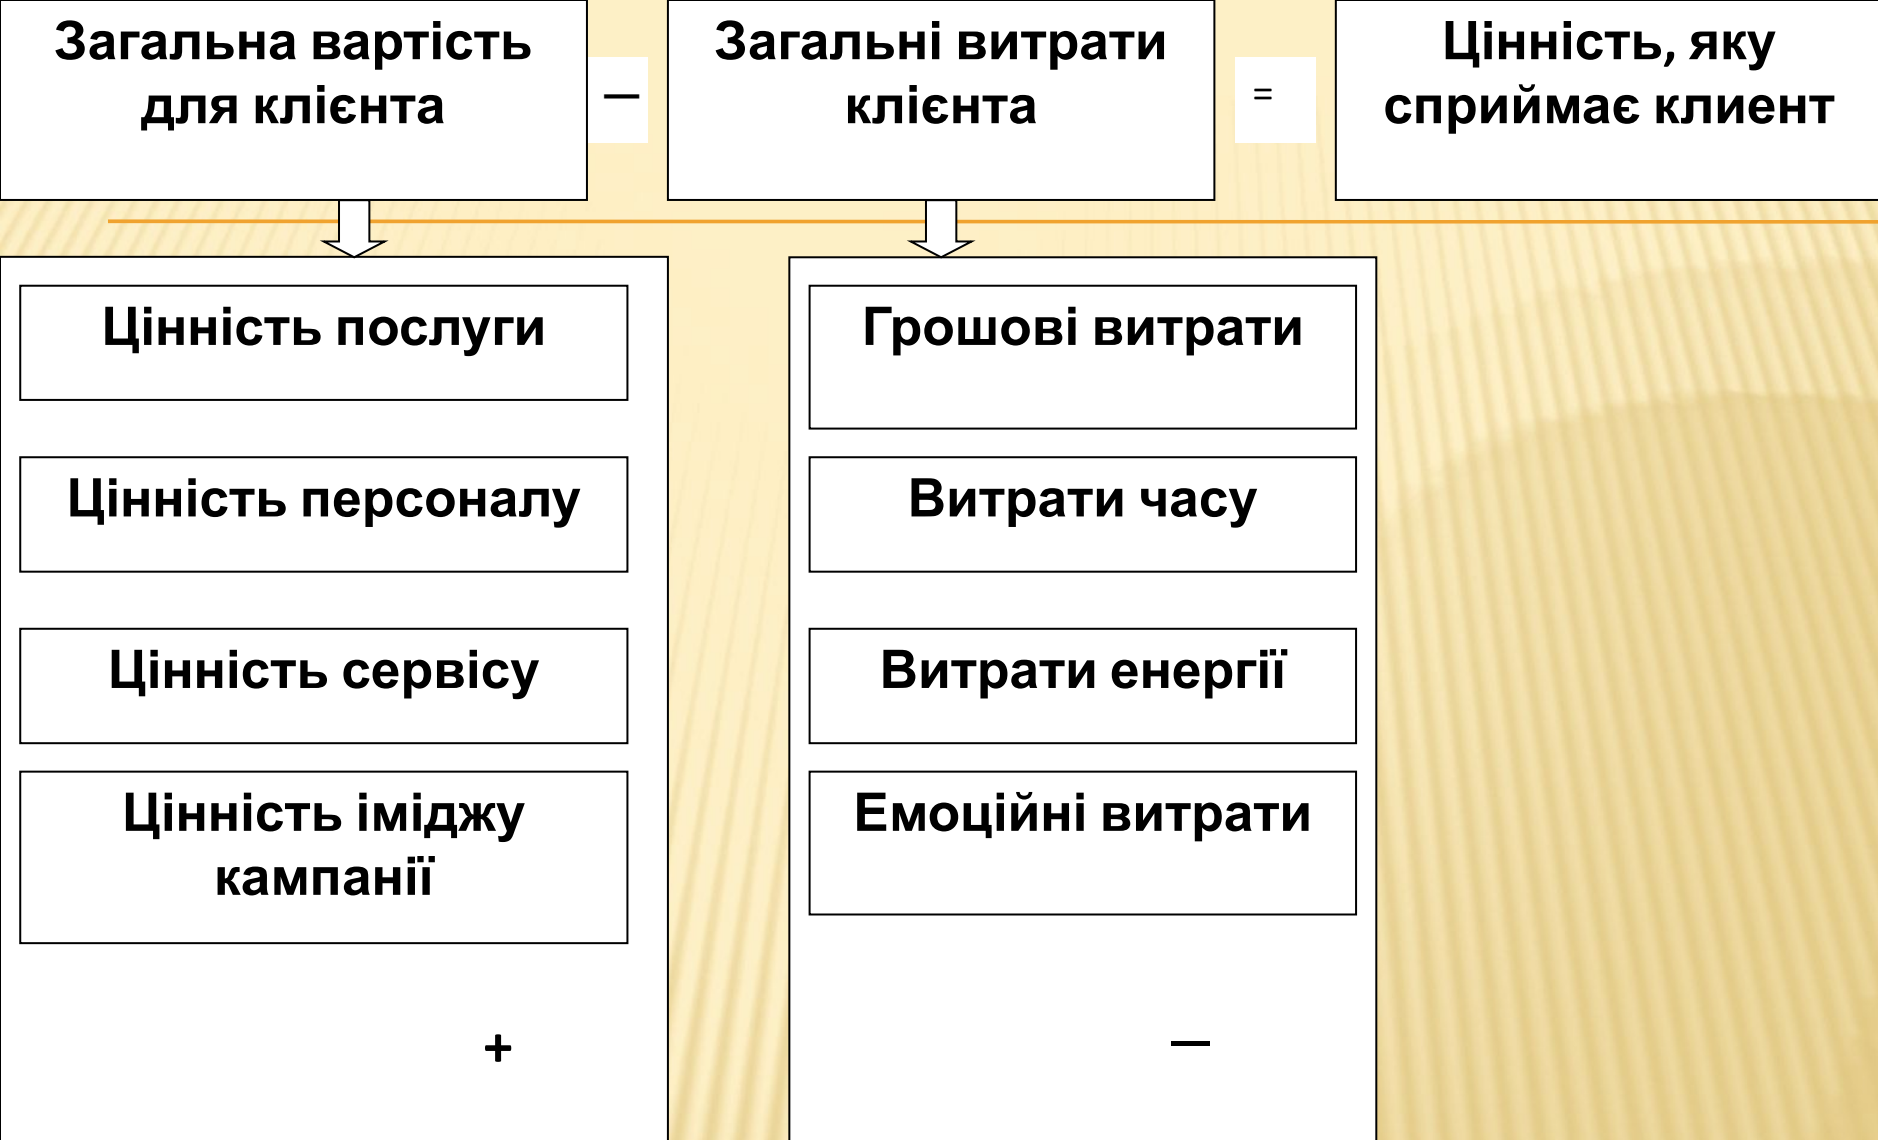 Загальна вартість
для клієнта
—
Загальні витрати
клієнта
=
Цінність, яку
сприймає клиент
Цінність послуги
Цінність персоналу
Цінність сервісу
Цінність іміджу
кампанії
+
Грошові витрати
Витрати часу
Витрати енергії
Емоційні витрати
—